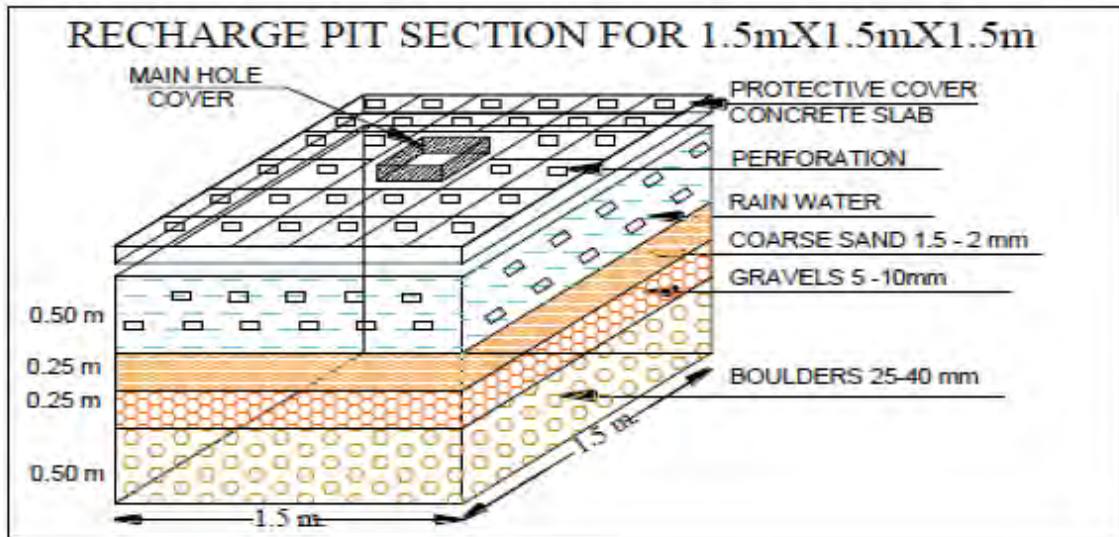 RECHARGE PIT SECTION FOR 1.5mX1.5mX1.5m
MAIN HOLE
COVER
PROTECTIVE COVER
CONCRETE SLAB
PERFORATION
RAIN WATER
COARSE SAND 1.5 - 2 mm
GRAVELS 5 -10mm
BOULDERS 25-40 mm
0.50 m
0.25 m
0.25 m
0.50 m
1.5 m
1.5 m